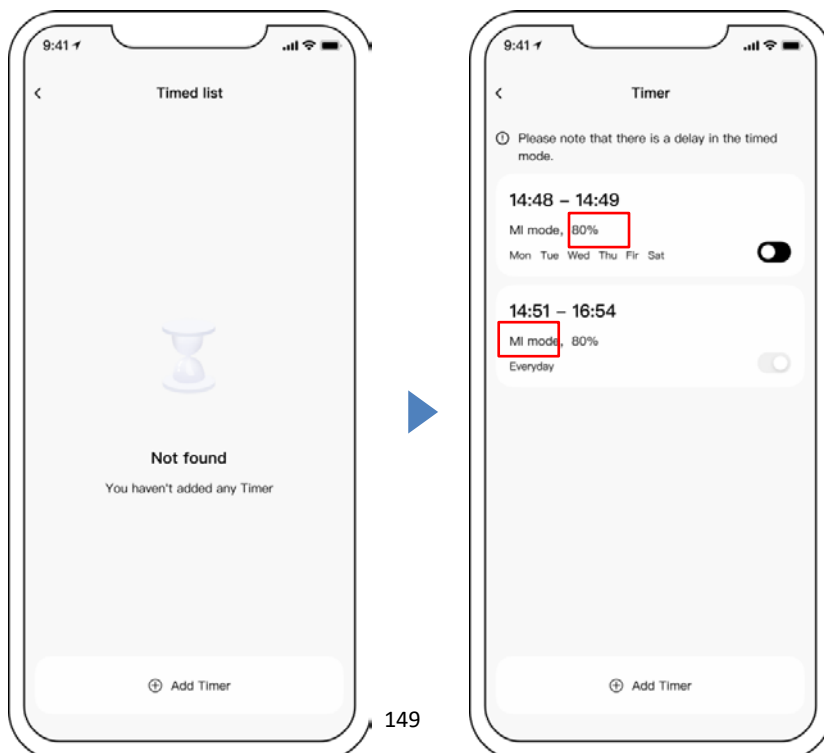 9:41
Timed list
Not found
You haven't added any Timer
Add Timer
149
9:41
Timer
Please note that there is a delay in the timed
mode.
14:48 – 14:49
MI mode, 80%
Mon Tue Wed Thu Fir Sat
14:51 – 16:54
MI mode, 80%
Everyday
Add Timer